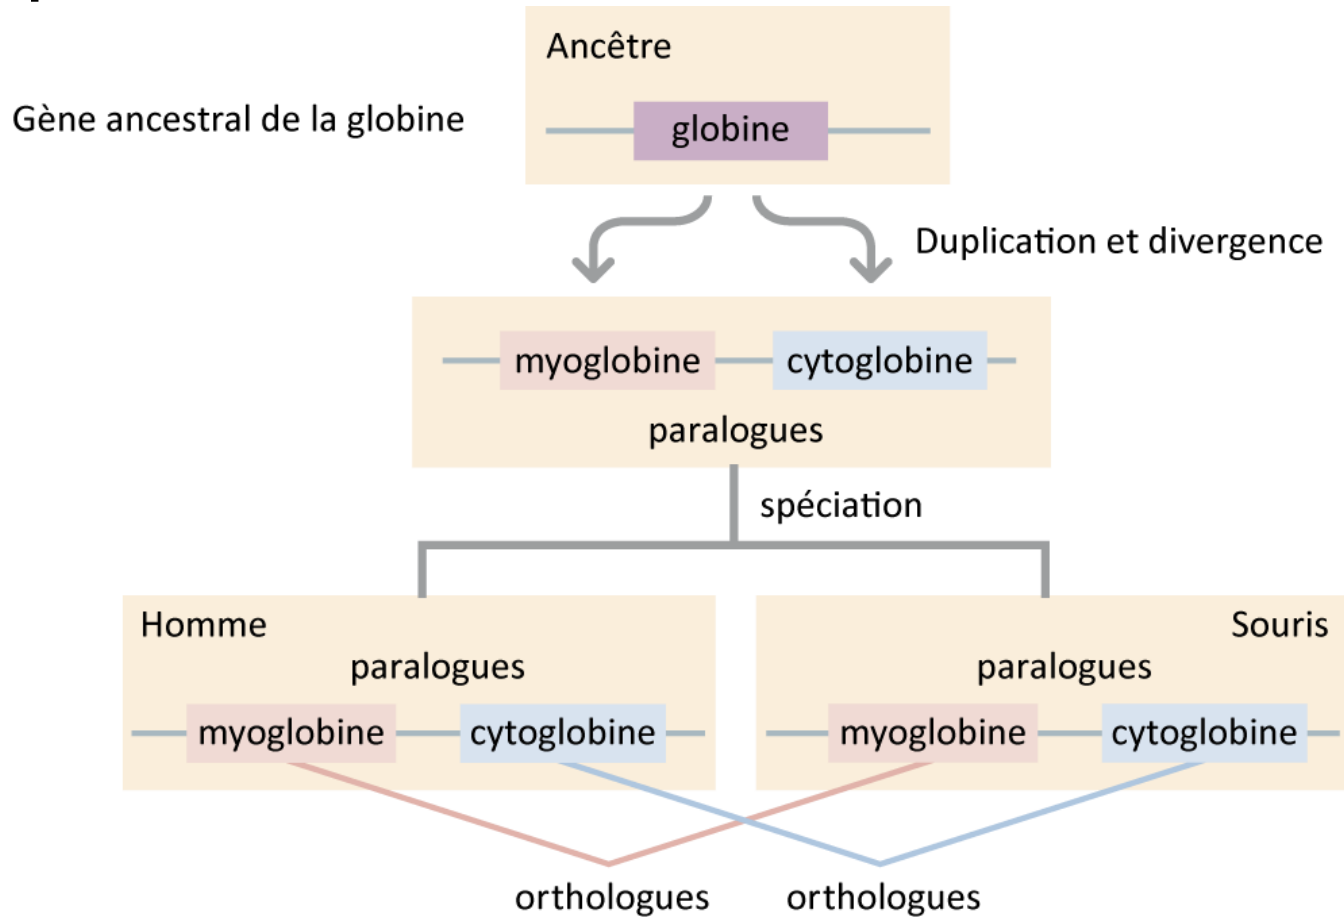 Ancêtre
Gène ancestral de la globine
globine
Duplication et divergence
myoglobine
cytoglobine
paralogues
spéciation
Homme
Souris
paralogues
paralogues
myoglobine
cytoglobine
myoglobine
cytoglobine
orthologues
orthologues